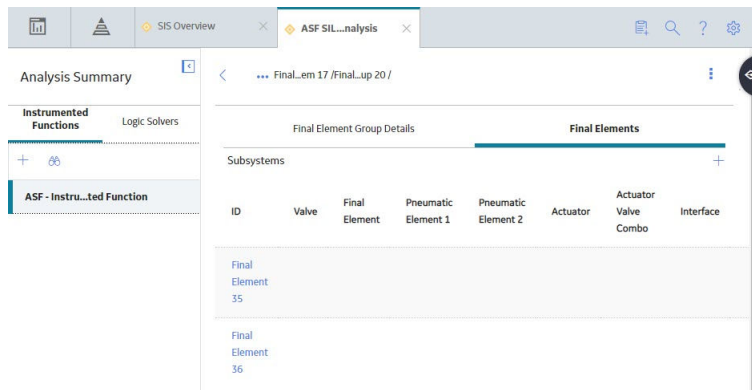 SIS Overview
ASF SIL...nalysis
Analysis Summary
... Final...em 17 /Final...up 20 /
Instrumented
Functions
Logic Solvers
Final Element Group Details
Final Elements
Subsystems
ASF - Instru...ted Function
ID
Valve
Final
Element
Pneumatic
Element 1
Pneumatic
Element 2
Actuator
Actuator
Valve
Combo
Interface
Final
Element
35
Final
Element
36